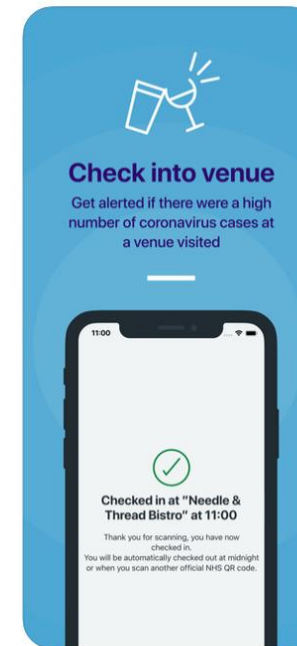 Check into venue
Get alerted if there were a high
number of coronavirus cases at
a venue visited
11:00
Checked in at "Needle &
Thread Bistro" at 11:00
Thank you for scanning, you have now
checked in.
You will be automatically checked out at midnight
or when you scan another official NHS QR code.